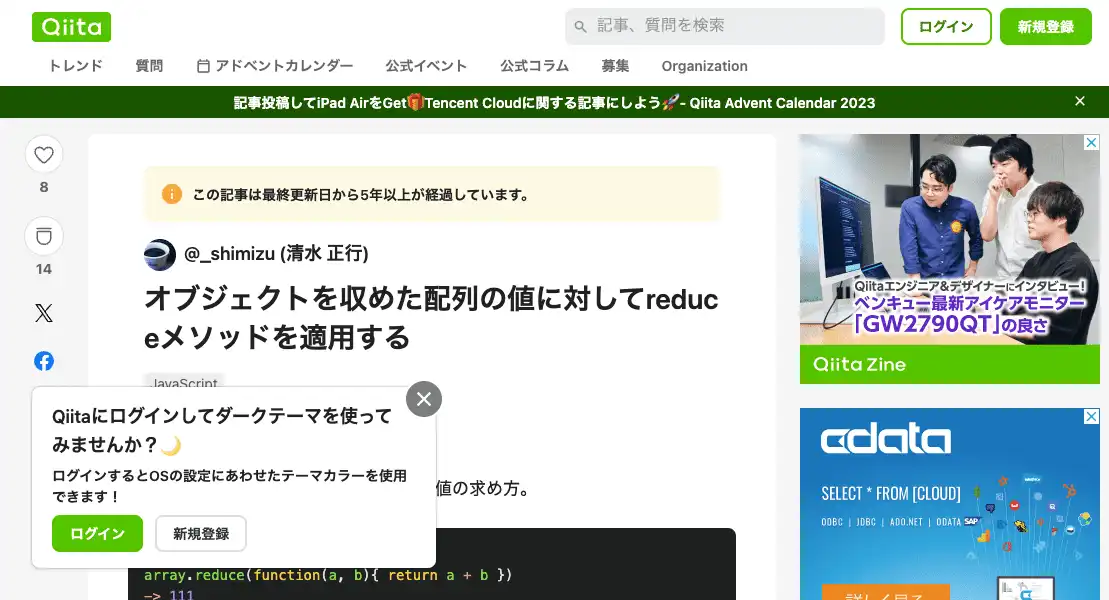 Qiita
記事、質問を検索
ログイン
新規登録
トレンド
質問
アドベントカレンダー
公式イベント
公式コラム
募集
Organization
記事投稿してiPad AirをGet🎁Tencent Cloudに関する記事にしよう🚀- Qiita Advent Calendar 2023
8
14
この記事は最終更新日から5年以上が経過しています。
@_shimizu (清水 正行)
オブジェクトを収めた配列の値に対してreduc
eメソッドを適用する
JavaScript
値の求め方。
array.reduce(function(a, b){ return a + b })
=> 111
Qiitaにログインしてダークテーマを使って
みませんか？🌙
ログインするとOSの設定にあわせたテーマカラーを使用
できます！
ログイン
新規登録
Qiitaエンジニア&デザイナーにインタビュー!
ベンキュー最新アイケアモニター
「GW2790QT」の良さ
Qiita Zine
cdata
SELECT * FROM [CLOUD]
ODBC | JDBC | ADO.NET | ODATA
SAP
詳しく見る